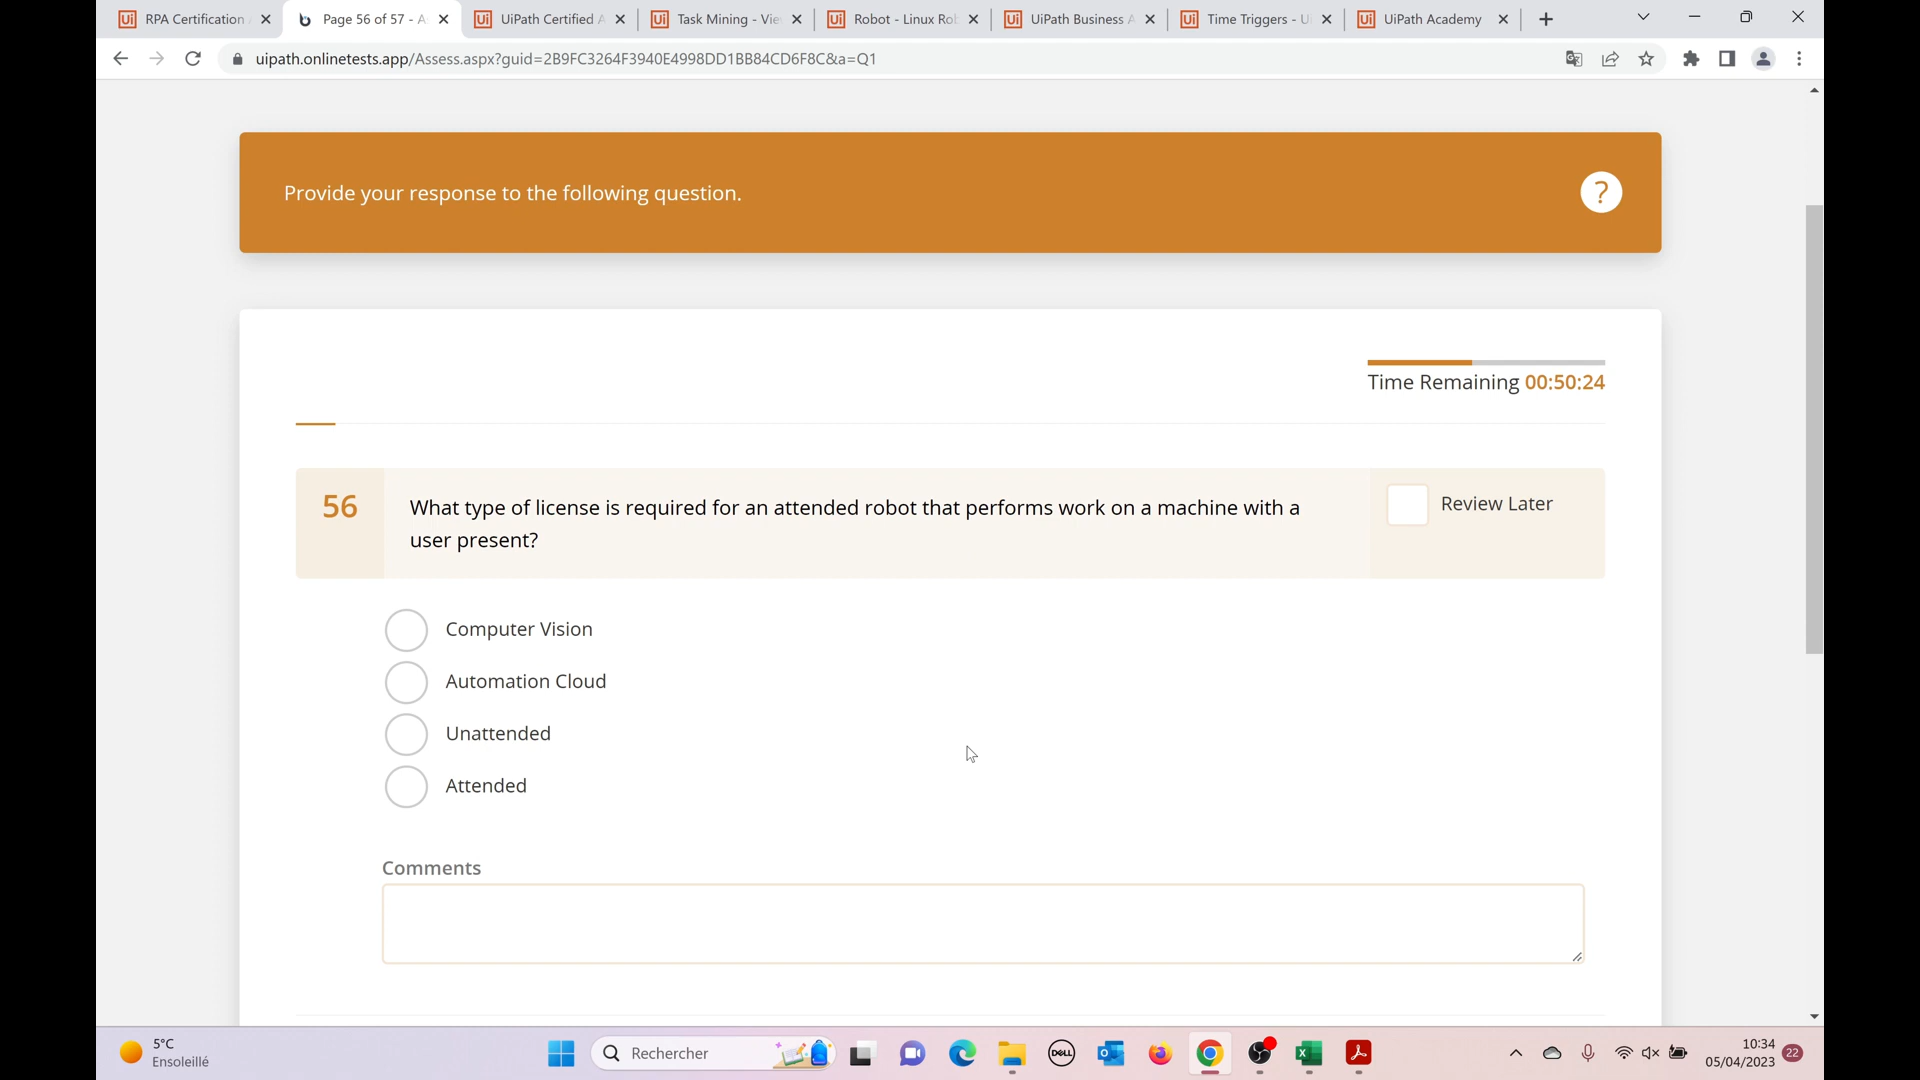 RPA Certification
Page 56 of 57 - A
UiPath Certified A
Task Mining - Vie
Robot - Linux Rob
UiPath Business A
Time Triggers - U
UiPath Academy
uipath.onlinetests.app/Assess.aspx?guid=2B9FC3264F3940E4998DD1BB84CD6F8C&a=Q1
Provide your response to the following question.
?
Time Remaining 00:50:24
56
What type of license is required for an attended robot that performs work on a machine with a
user present?
Review Later
Computer Vision
Automation Cloud
Unattended
Attended
Comments
5°C
Ensoleillé
Rechercher
DELL
10:34
05/04/2023
22